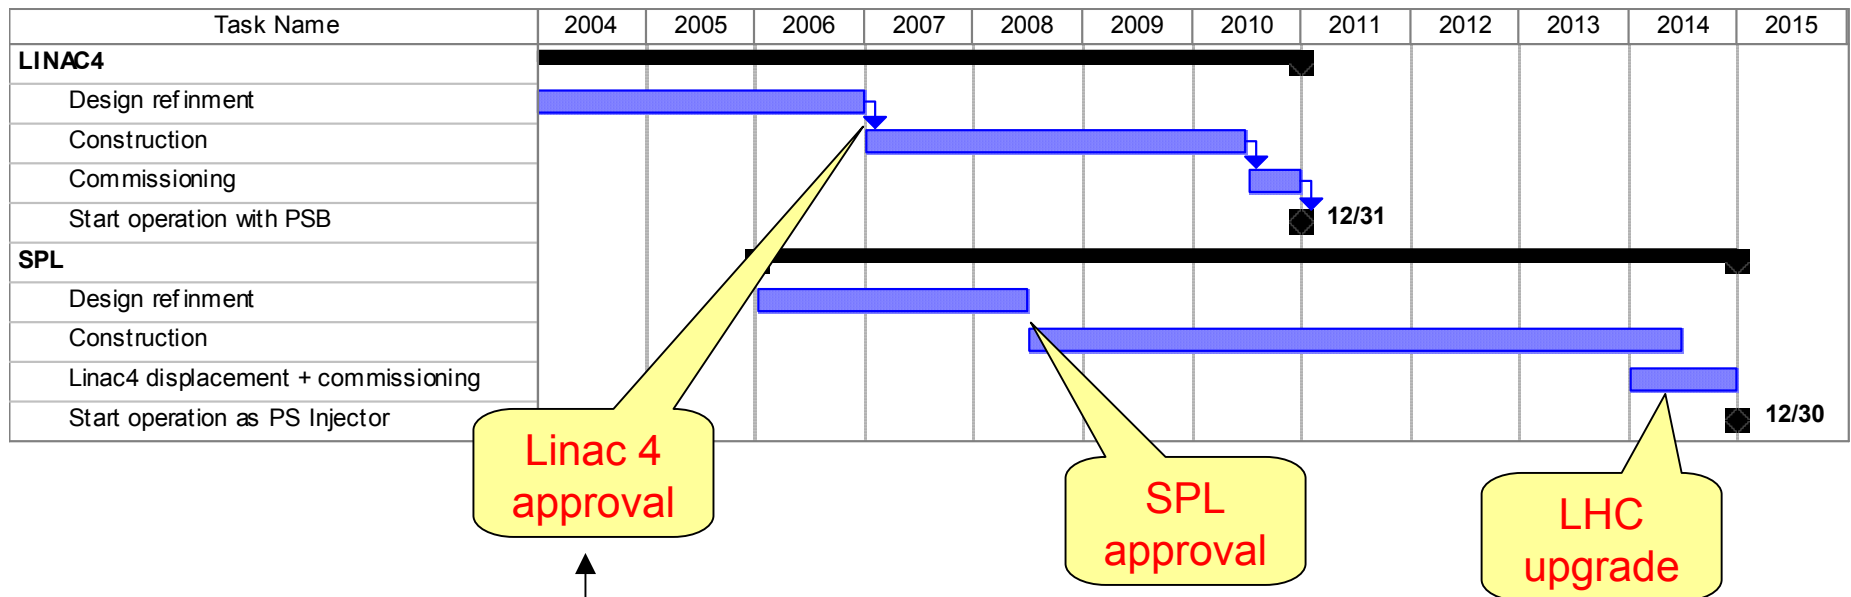 Task Name 2004 2005 2006 2007 2008 2009 2010 2011 2012 2013 2014 2015
LINAC4
Design refinment
Construction
Commissioning
Start operation with PSB 12/31
SPL
Design refinment
Construction
Linac4 displacement + commissioning
Start operation as PS Injector 12/30
Linac 4
approval
SPL
approval
LHC
upgrade